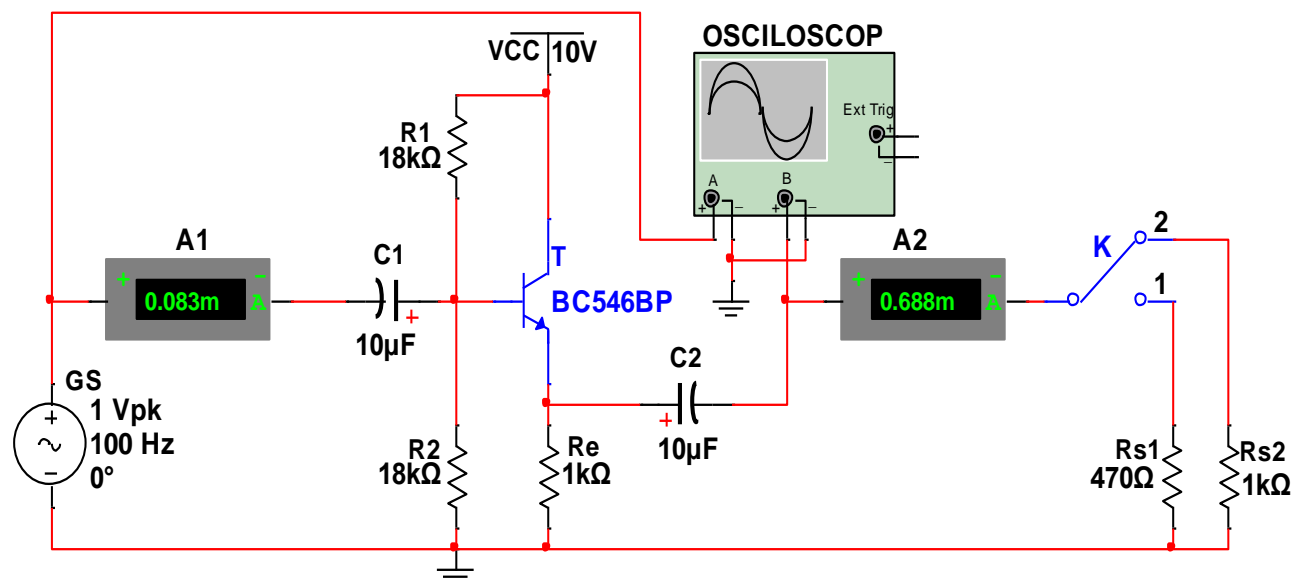 OSCILOSCOP
VCC 10V
Ext Trig
+
−
A B
+ − + −
R1
18kΩ
A1
+ −
0.083m A
C1
+
10µF
T
BC546BP
A2
+ −
0.688m A
K
2
1
GS
+
1 Vpk
100 Hz
0°
−
C2
+
10µF
R2
18kΩ
Re
1kΩ
Rs1
470Ω
Rs2
1kΩ